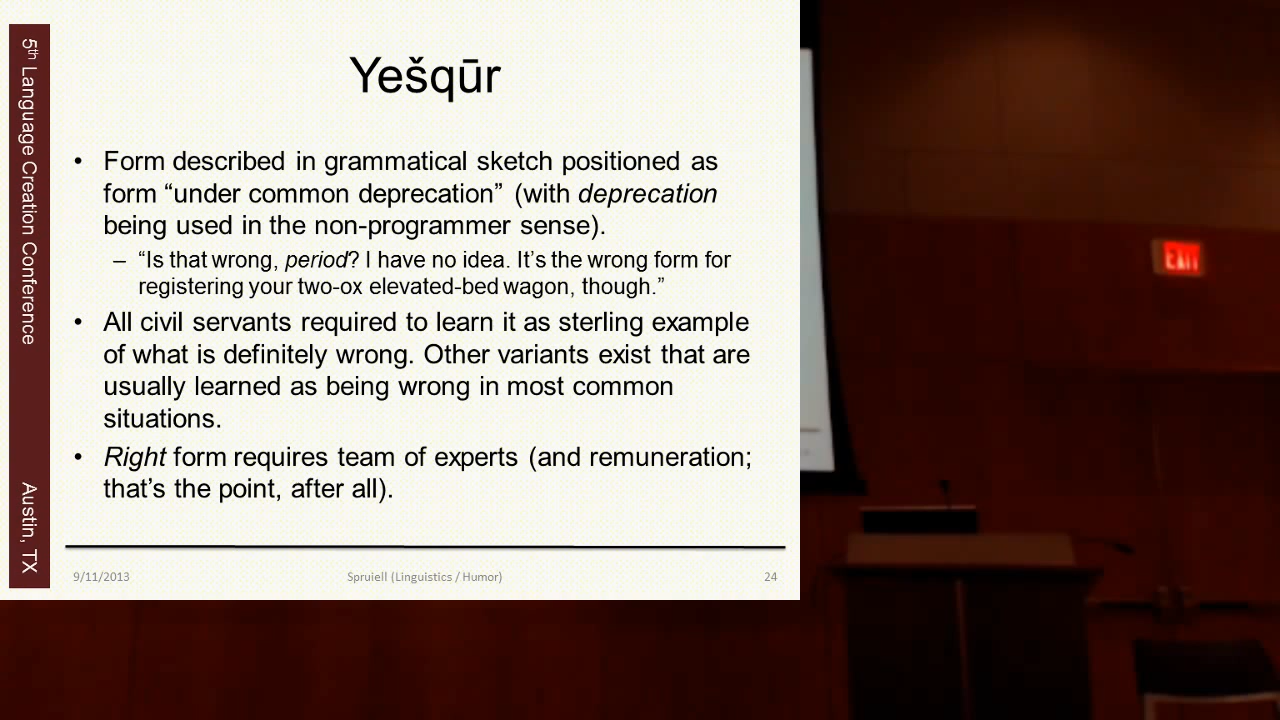 5th Language Creation Conference
Austin, TX
Yešqūr
• Form described in grammatical sketch positioned as
form “under common deprecation” (with deprecation
being used in the non-programmer sense).
– “Is that wrong, period? I have no idea. It’s the wrong form for
registering your two-ox elevated-bed wagon, though.”
• All civil servants required to learn it as sterling example
of what is definitely wrong. Other variants exist that are
usually learned as being wrong in most common
situations.
• Right form requires team of experts (and remuneration;
that’s the point, after all).
9/11/2013
Spruiell (Linguistics / Humor)
24
EXIT